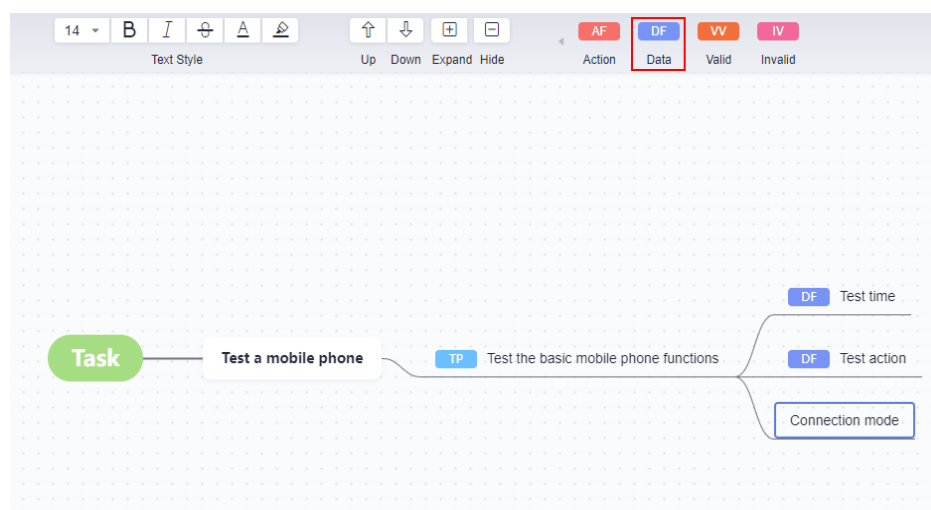 14 B I S A
AF DF VV IV
Text Style Up Down Expand Hide Action Data Valid Invalid
DF Test time
Task Test a mobile phone TP Test the basic mobile phone functions DF Test action
Connection mode